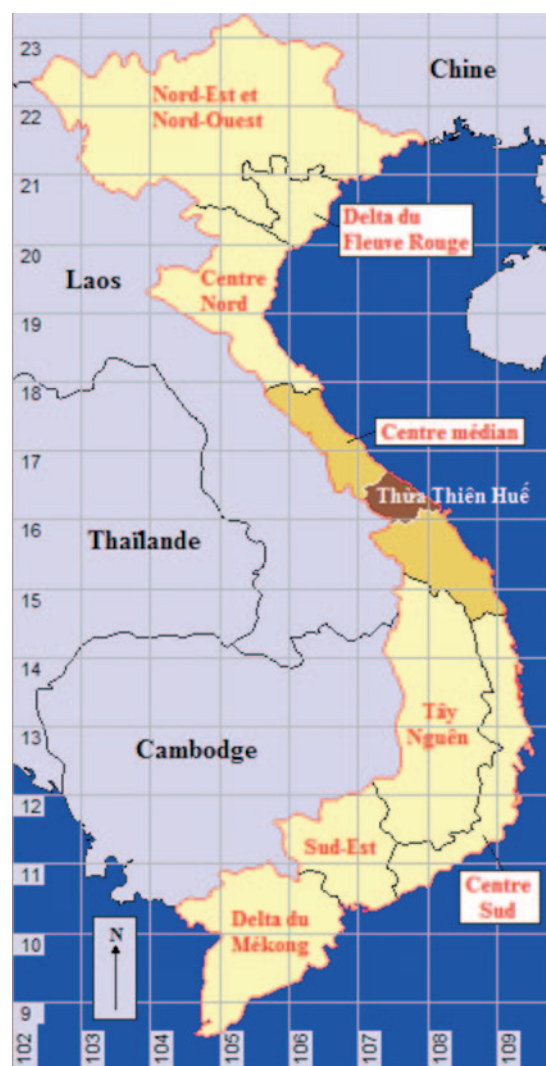 23
Chine
Nord-Est et
Nord-Ouest
22
21
Delta du
Fleuve Rouge
20
Laos
Centre
Nord
19
18
Centre médian
17
Thừa Thiên Huế
16
Thaïlande
15
14
Tây
Nguên
13
Cambodge
12
Sud-Est
11
Centre
Sud
Delta du
Mékong
N
10
9
102
103
104
105
106
107
108
109